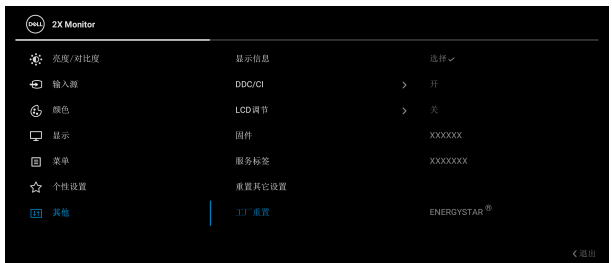 DELL 2X Monitor
亮度/对比度 显示信息 选择✓
输入源 DDC/CI > 开
颜色 LCD调节 > 关
显示 固件 XXXXXX
菜单 服务标签 XXXXXXX
个性设置 重置其它设置
其他 工厂重置 ENERGYSTAR®
<退出